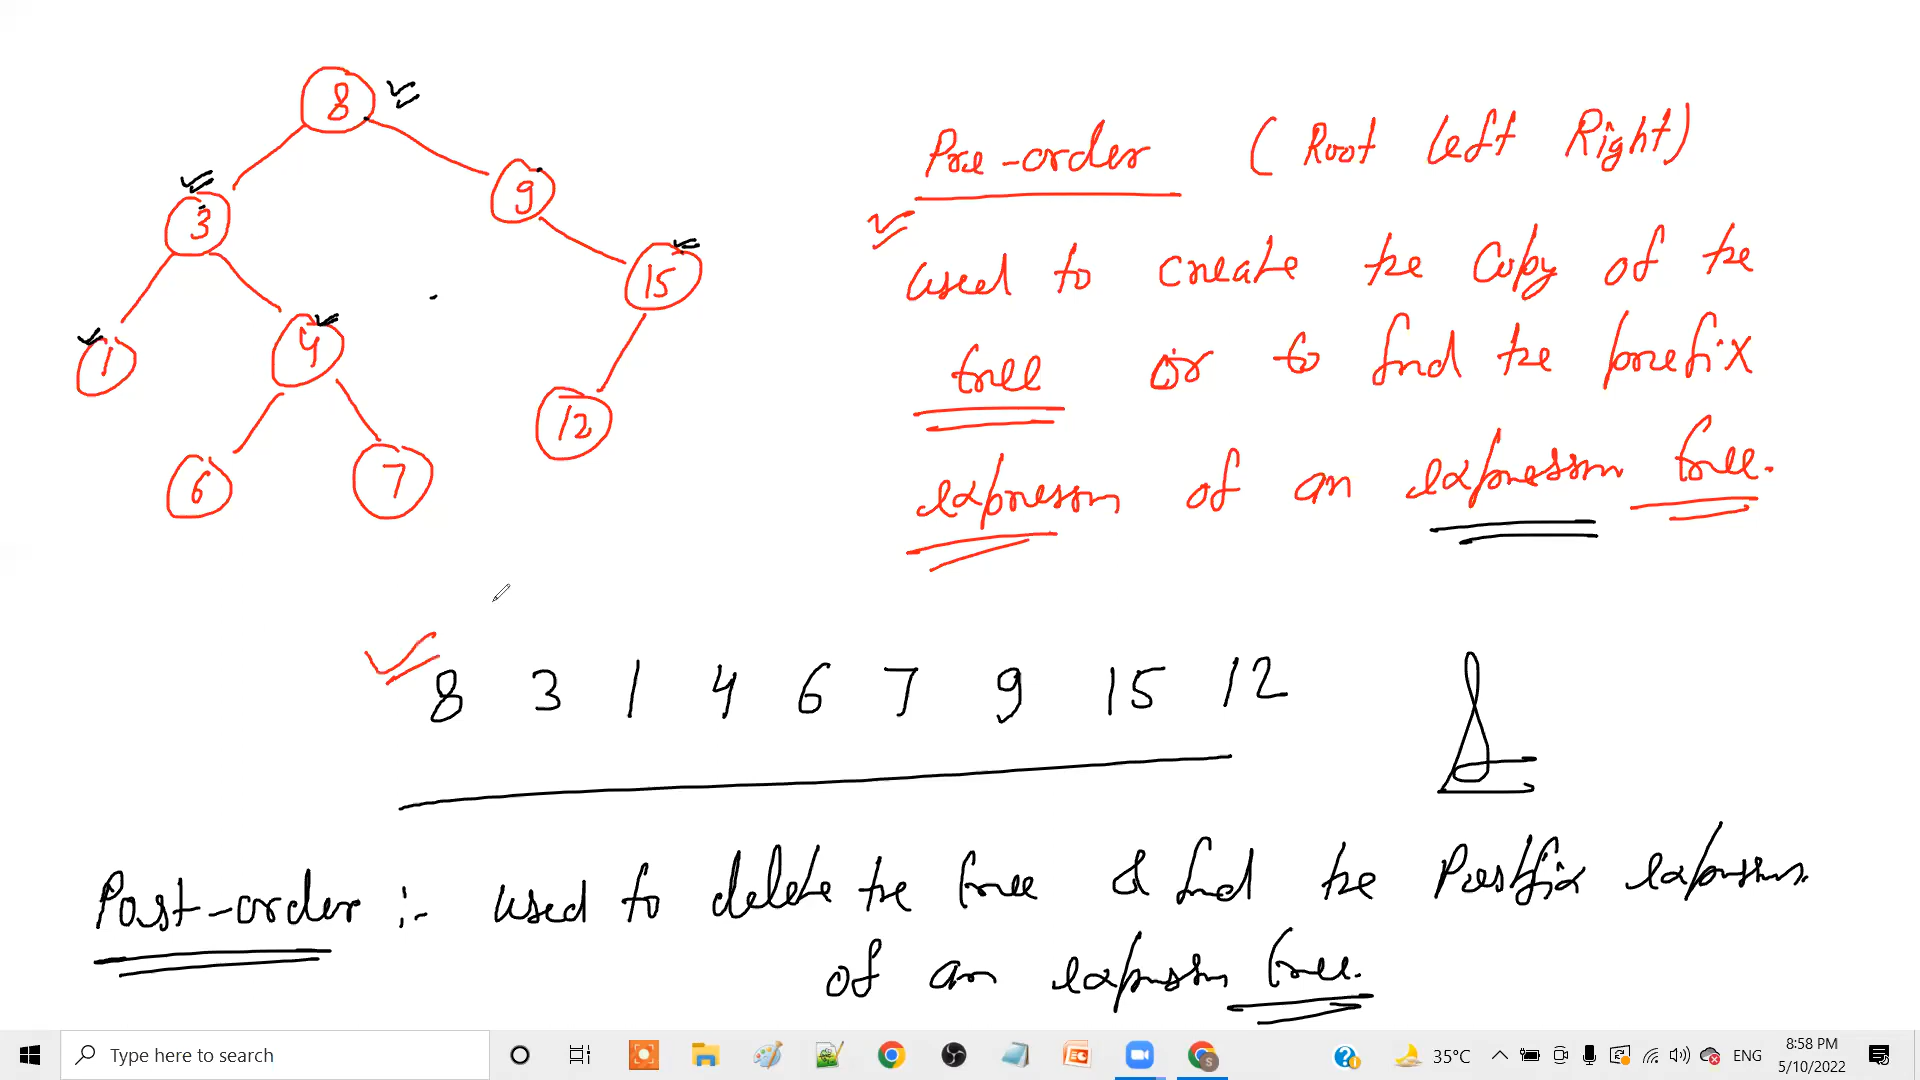 8
3
9
15
1
4
12
6
7
Pre-order (Root Left Right)
used to create the Copy of the
tree or to find the prefix
expression of an expression tree.
8 3 1 4 6 7 9 15 12
Post-order :- used to delete the tree & find the Postfix expression
of an expression tree.
Type here to search
35°C
ENG
8:58 PM
5/10/2022